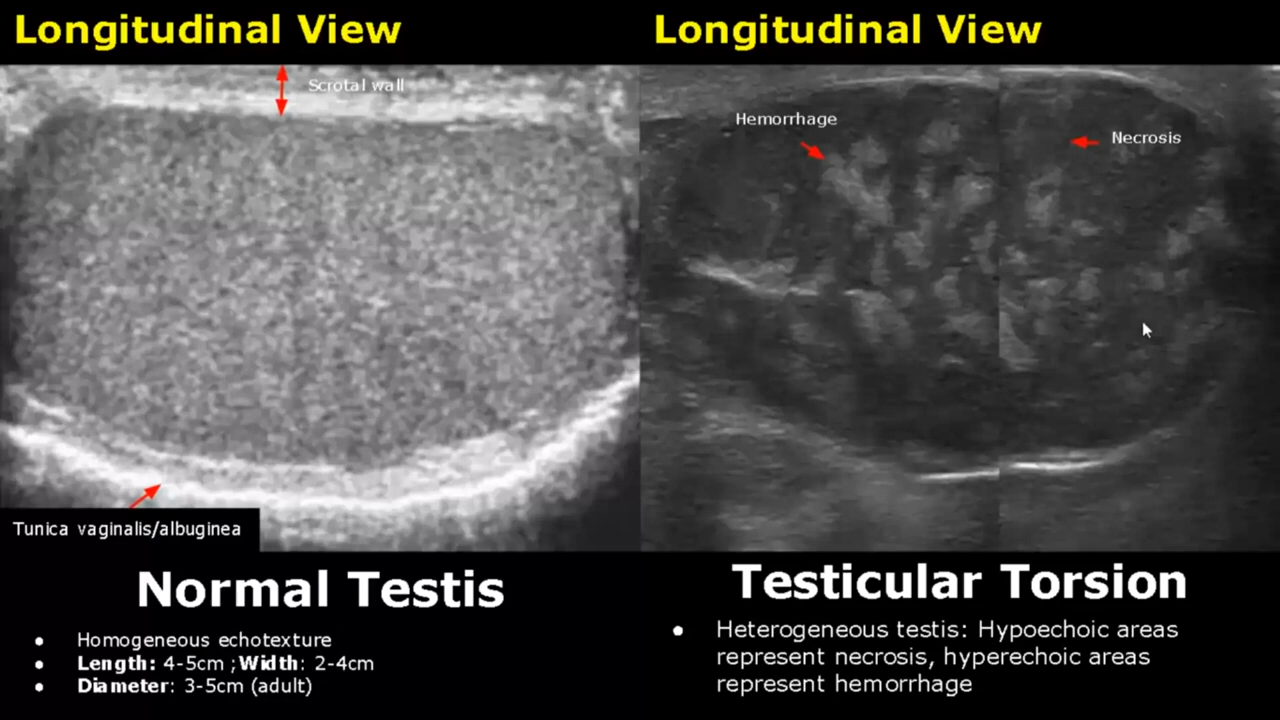 Longitudinal View
Scrotal wall
Tunica vaginalis/albuginea
Normal Testis
• Homogeneous echotexture
• Length: 4-5cm ;Width: 2-4cm
• Diameter: 3-5cm (adult)
Longitudinal View
Hemorrhage
Necrosis
Testicular Torsion
• Heterogeneous testis: Hypoechoic areas
represent necrosis, hyperechoic areas
represent hemorrhage